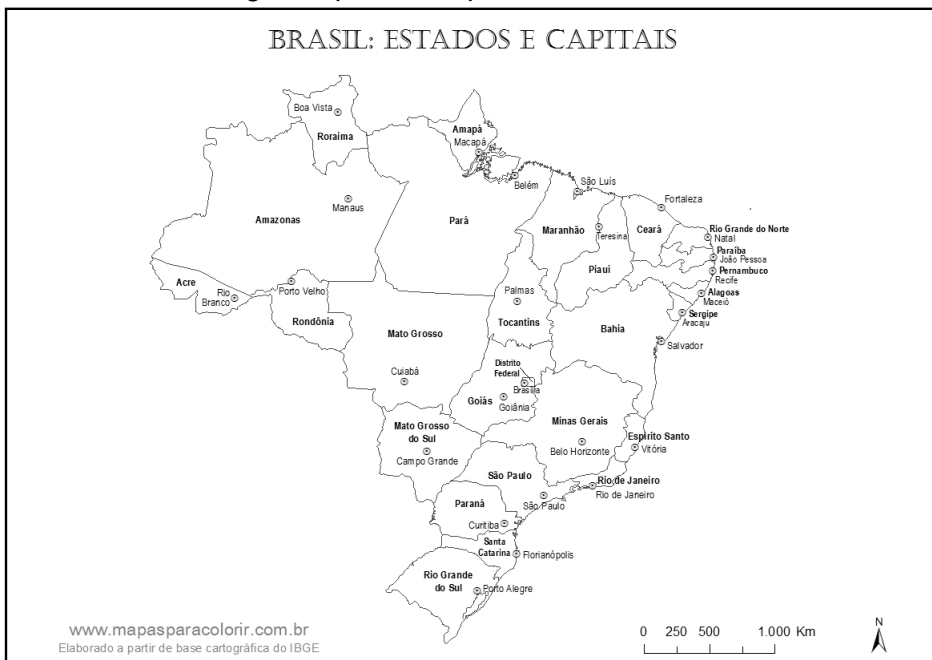 BRASIL: ESTADOS E CAPITAIS
Boa Vista
Roraima
Amapá
Macapá
Belém
São Luís
Fortaleza
Manaus
Amazonas
Pará
Maranhão
Teresina
Ceará
Rio Grande do Norte
Natal
Paraíba
João Pessoa
Pernambuco
Recife
Piauí
Acre
Rio
Branco
Porto Velho
Palmas
Alagoas
Maceió
Sergipe
Aracaju
Rondônia
Mato Grosso
Tocantins
Bahia
Salvador
Cuiabá
Distrito
Federal
Brasília
Goiás
Goiânia
Mato Grosso
do Sul
Campo Grande
Minas Gerais
Belo Horizonte
Espírito Santo
Vitória
São Paulo
São Paulo
Rio de Janeiro
Rio de Janeiro
Paraná
Curitiba
Santa
Catarina
Florianópolis
Rio Grande
do Sul
Porto Alegre
www.mapasparacolorir.com.br
Elaborado a partir de base cartográfica do IBGE
0 250 500 1.000 Km
N